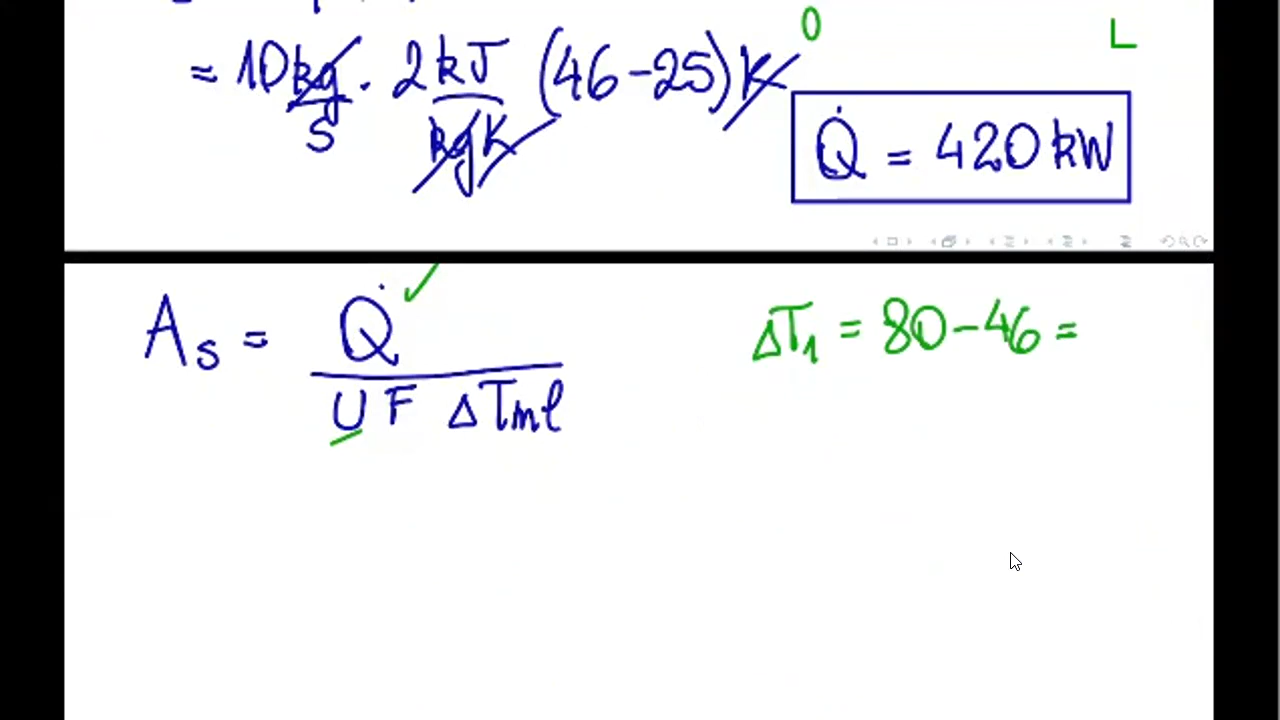 0 L
= 10 kg/s · 2 kJ/kgK (46-25) K
Q̇ = 420 kW
As = Q̇ / (U F ΔTml) ✓
ΔT1 = 80-46 =